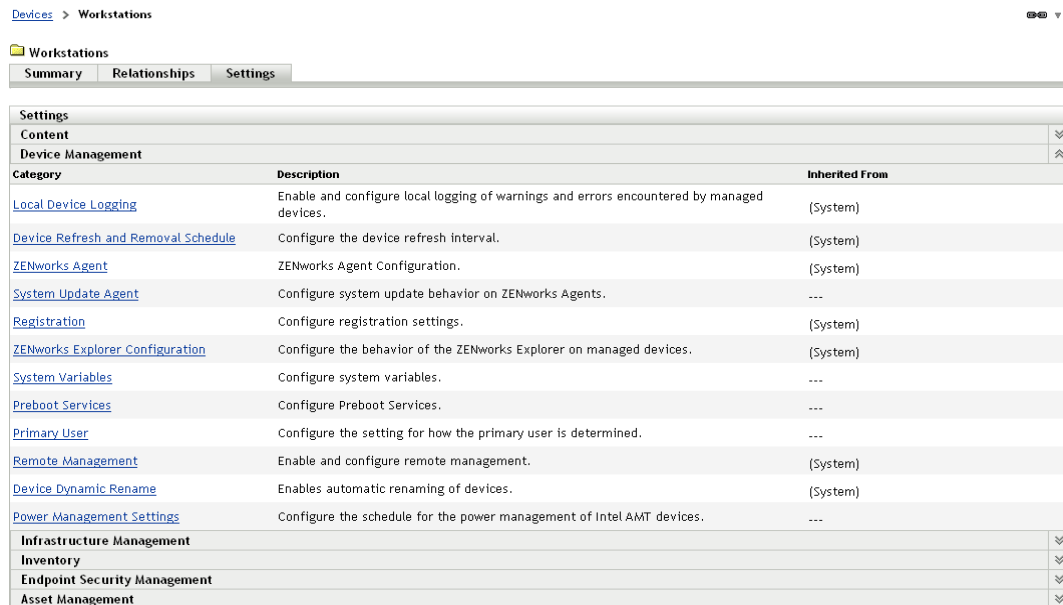 Devices > Workstations
Workstations
Summary Relationships Settings
Settings
Content
Device Management
Category Description Inherited From
Local Device Logging Enable and configure local logging of warnings and errors encountered by managed devices. (System)
Device Refresh and Removal Schedule Configure the device refresh interval. (System)
ZENworks Agent ZENworks Agent Configuration. (System)
System Update Agent Configure system update behavior on ZENworks Agents. ---
Registration Configure registration settings. (System)
ZENworks Explorer Configuration Configure the behavior of the ZENworks Explorer on managed devices. (System)
System Variables Configure system variables. ---
Preboot Services Configure Preboot Services. ---
Primary User Configure the setting for how the primary user is determined. ---
Remote Management Enable and configure remote management. (System)
Device Dynamic Rename Enables automatic renaming of devices. (System)
Power Management Settings Configure the schedule for the power management of Intel AMT devices. ---
Infrastructure Management
Inventory
Endpoint Security Management
Asset Management